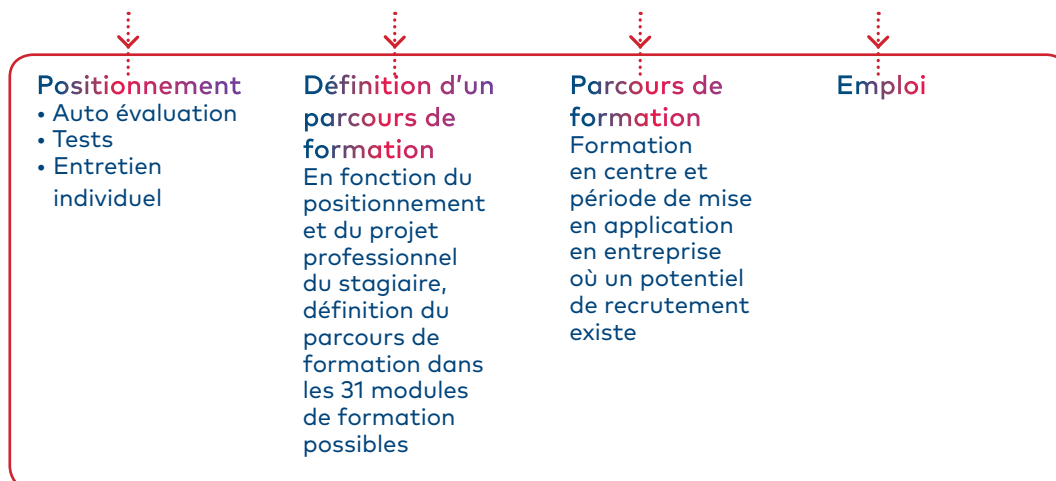 Positionnement
• Auto évaluation
• Tests
• Entretien
individuel
Définition d'un
parcours de
formation
En fonction du
positionnement
et du projet
professionnel
du stagiaire,
définition du
parcours de
formation dans
les 31 modules
de formation
possibles
Parcours de
formation
Formation
en centre et
période de mise
en application
en entreprise
où un potentiel
de recrutement
existe
Emploi